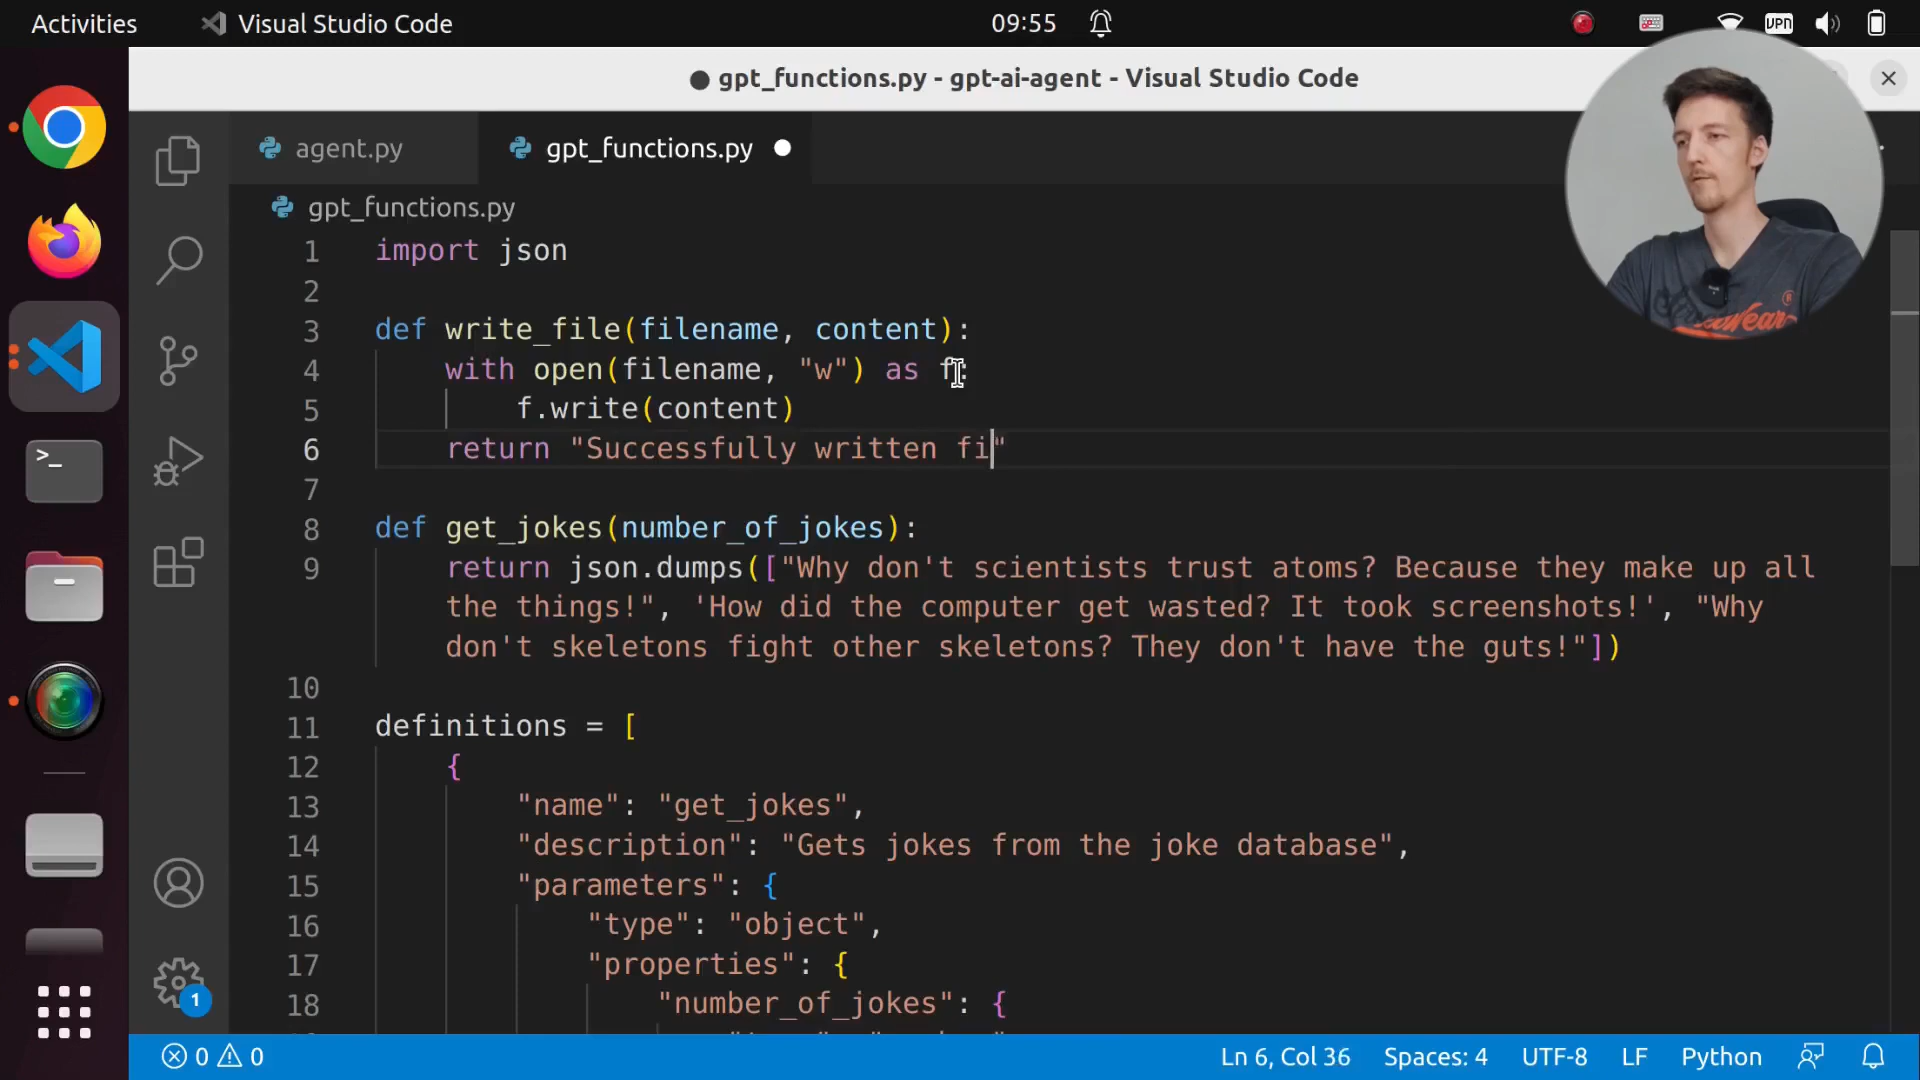 Activities
Visual Studio Code
09:55
VPN
● gpt_functions.py - gpt-ai-agent - Visual Studio Code
agent.py
gpt_functions.py
gpt_functions.py
1 import json
2
3 def write_file(filename, content):
4 with open(filename, "w") as f:
5 f.write(content)
6 return "Successfully written fi"
7
8 def get_jokes(number_of_jokes):
9 return json.dumps(["Why don't scientists trust atoms? Because they make up all
the things!", 'How did the computer get wasted? It took screenshots!', "Why
don't skeletons fight other skeletons? They don't have the guts!"])
10
11 definitions = [
12 {
13 "name": "get_jokes",
14 "description": "Gets jokes from the joke database",
15 "parameters": {
16 "type": "object",
17 "properties": {
18 "number_of_jokes": {
1
0 0
Ln 6, Col 36
Spaces: 4
UTF-8
LF
Python